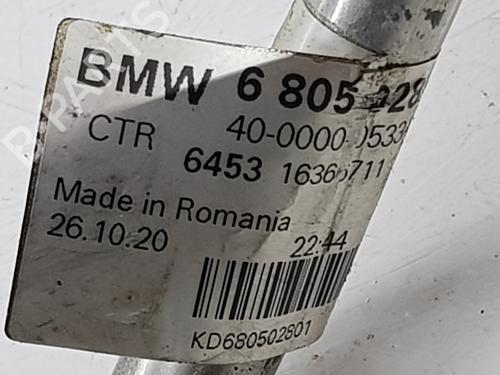 BMW 6 805
CTR 40-0000
6453
Made in Romania
26.10.20 22:44
KD680502801